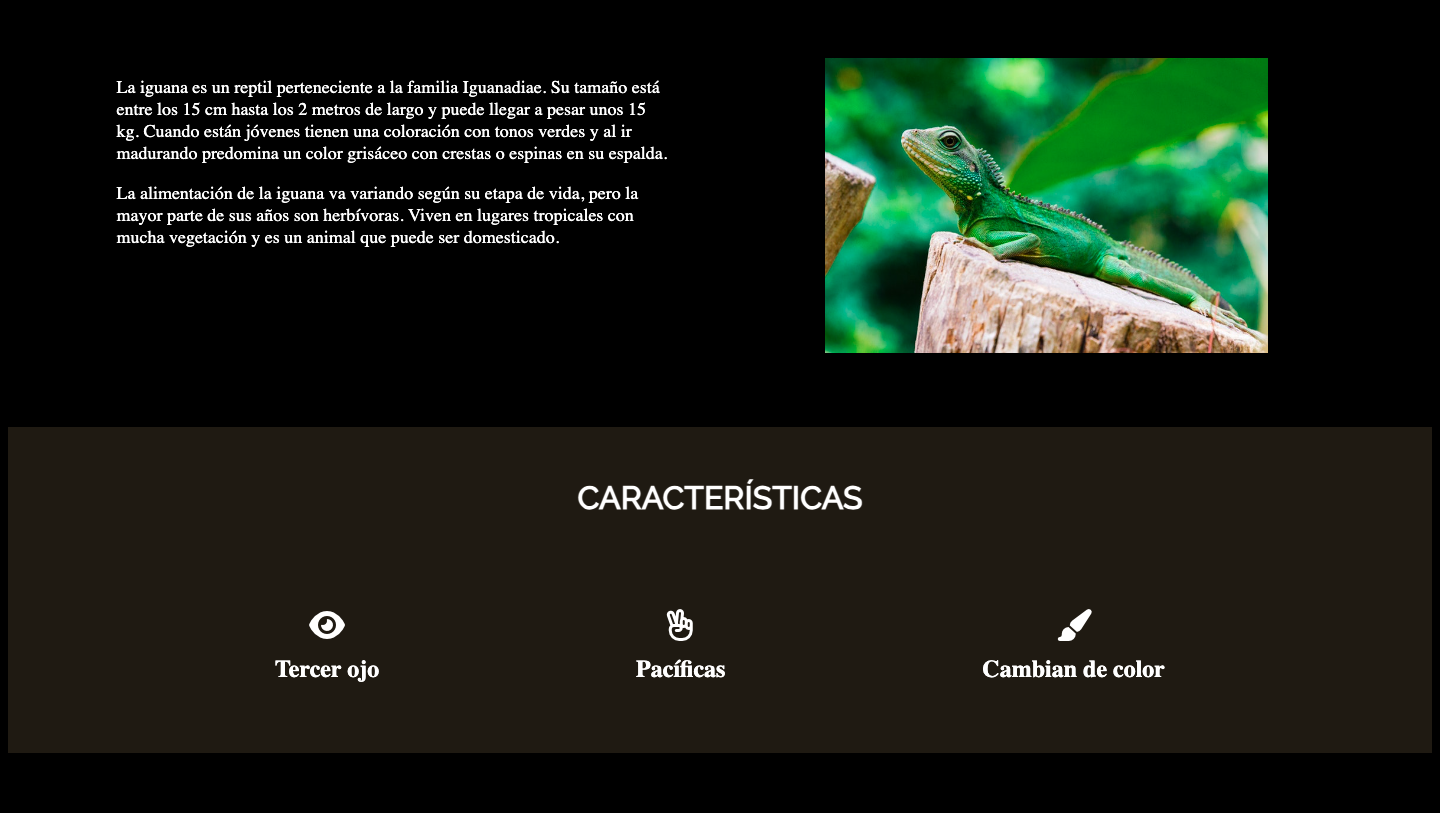 La iguana es un reptil perteneciente a la familia Iguanadiae. Su tamaño está
entre los 15 cm hasta los 2 metros de largo y puede llegar a pesar unos 15
kg. Cuando están jóvenes tienen una coloración con tonos verdes y al ir
madurando predomina un color grisáceo con crestas o espinas en su espalda.
La alimentación de la iguana va variando según su etapa de vida, pero la
mayor parte de sus años son herbívoras. Viven en lugares tropicales con
mucha vegetación y es un animal que puede ser domesticado.
CARACTERÍSTICAS
Tercer ojo
Pacíficas
Cambian de color